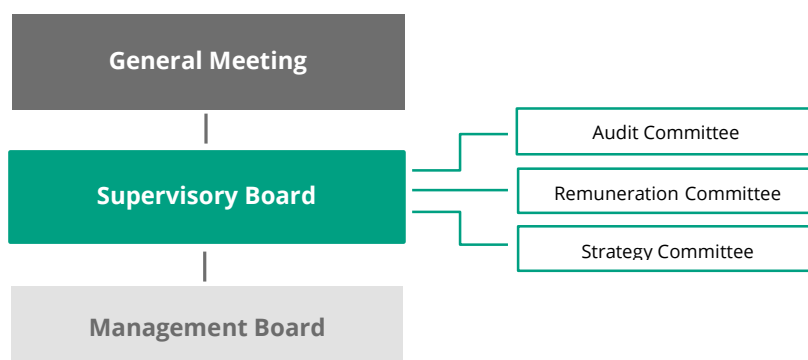 General Meeting
Audit Committee
Supervisory Board
Remuneration Committee
Strategy Committee
Management Board